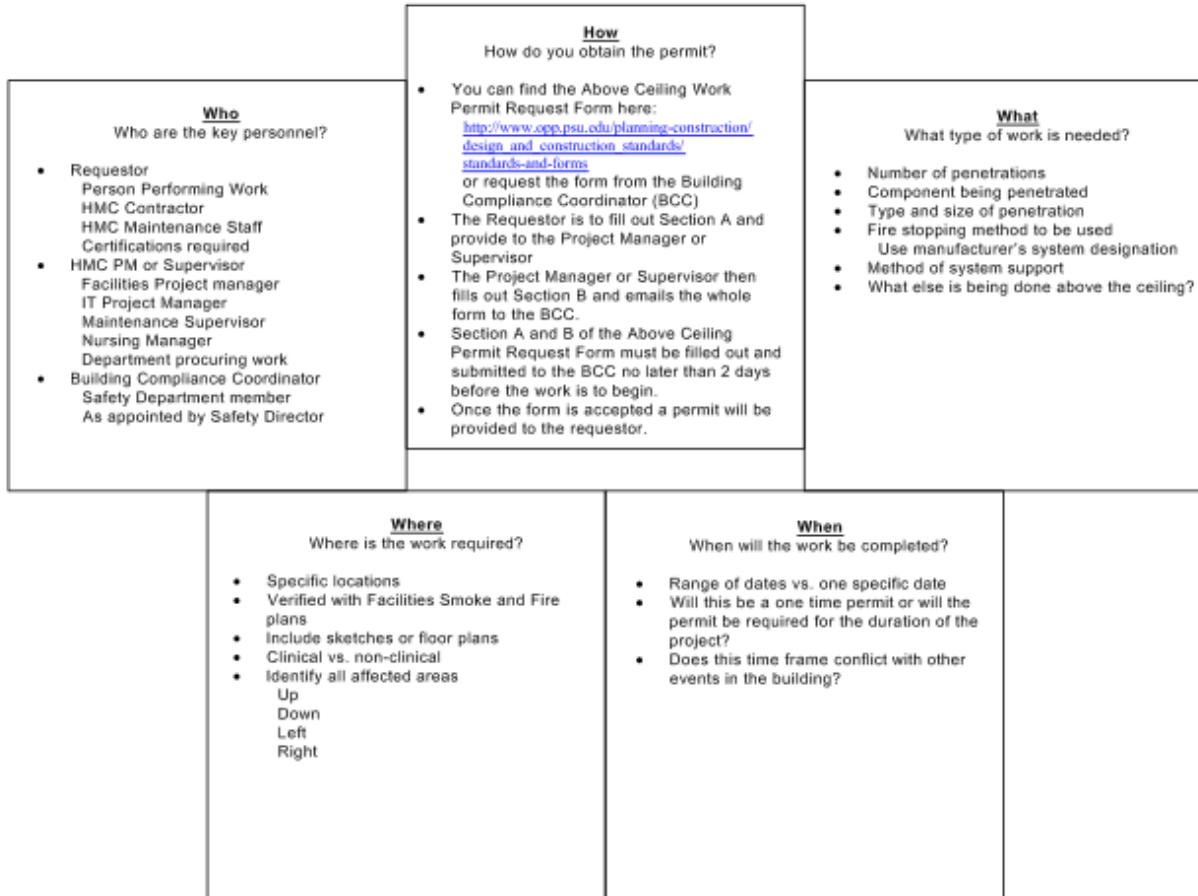 Who
Who are the key personnel?
• Requestor
Person Performing Work
HMC Contractor
HMC Maintenance Staff
Certifications required
• HMC PM or Supervisor
Facilities Project manager
IT Project Manager
Maintenance Supervisor
Nursing Manager
Department procuring work
• Building Compliance Coordinator
Safety Department member
As appointed by Safety Director
How
How do you obtain the permit?
• You can find the Above Ceiling Work
Permit Request Form here:
http://www.opp.psu.edu/planning-construction/
design_and_construction_standards/
standards-and-forms
or request the form from the Building
Compliance Coordinator (BCC)
• The Requestor is to fill out Section A and
provide to the Project Manager or
Supervisor
• The Project Manager or Supervisor then
fills out Section B and emails the whole
form to the BCC.
• Section A and B of the Above Ceiling
Permit Request Form must be filled out and
submitted to the BCC no later than 2 days
before the work is to begin.
• Once the form is accepted a permit will be
provided to the requestor.
What
What type of work is needed?
• Number of penetrations
• Component being penetrated
• Type and size of penetration
• Fire stopping method to be used
Use manufacturer's system designation
• Method of system support
• What else is being done above the ceiling?
Where
Where is the work required?
• Specific locations
• Verified with Facilities Smoke and Fire
plans
• Include sketches or floor plans
• Clinical vs. non-clinical
• Identify all affected areas
Up
Down
Left
Right
When
When will the work be completed?
• Range of dates vs. one specific date
• Will this be a one time permit or will the
permit be required for the duration of the
project?
• Does this time frame conflict with other
events in the building?